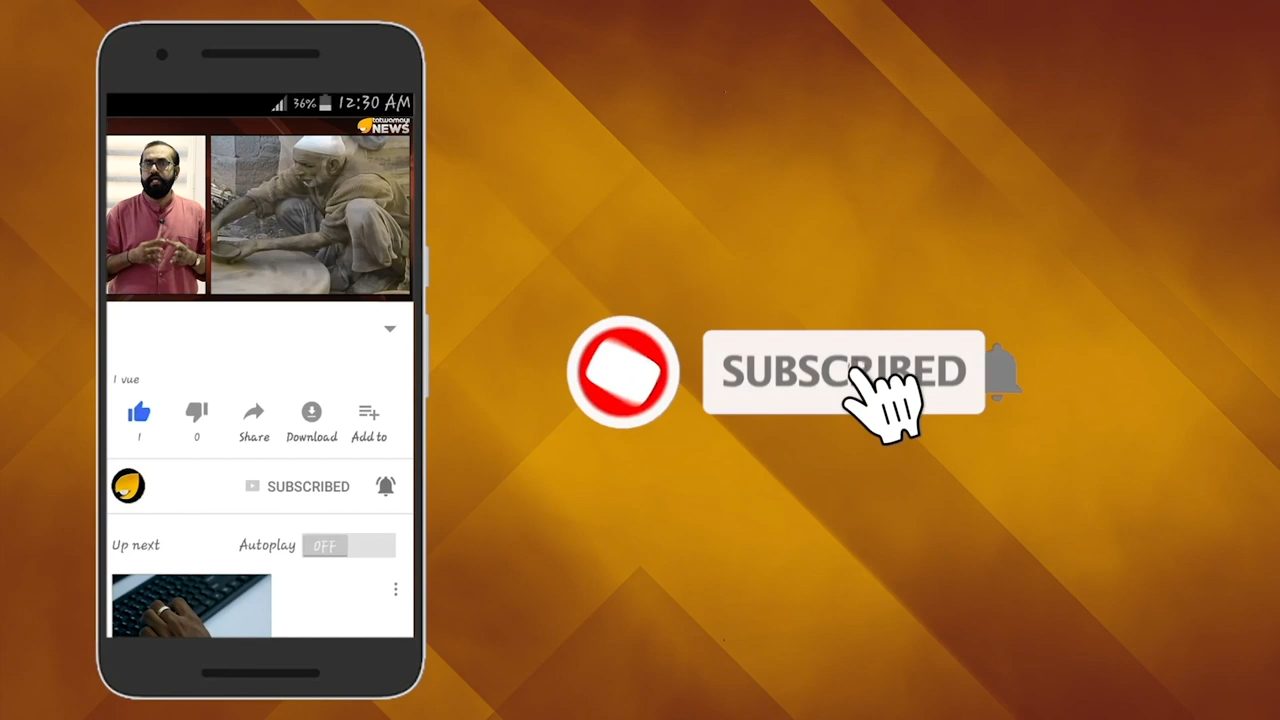 36% 12:30 AM
tatwamayi
NEWS
1 vue
1
0
Share
Download
Add to
SUBSCRIBED
Up next
Autoplay
OFF
SUBSCRIBED